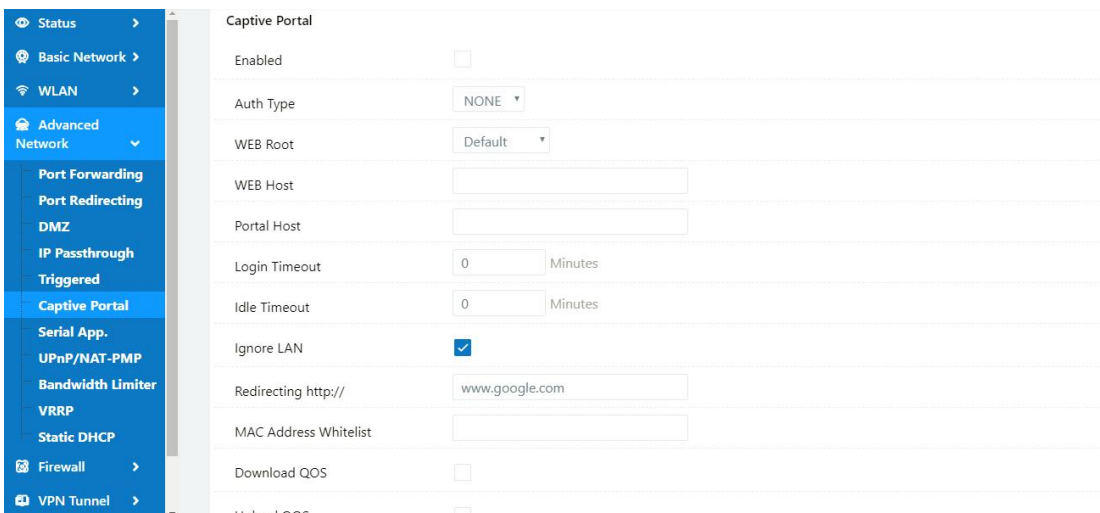 Status
Basic Network
WLAN
Advanced
Network
Port Forwarding
Port Redirecting
DMZ
IP Passthrough
Triggered
Captive Portal
Serial App.
UPnP/NAT-PMP
Bandwidth Limiter
VRRP
Static DHCP
Firewall
VPN Tunnel
Captive Portal
Enabled
Auth Type NONE
WEB Root Default
WEB Host
Portal Host
Login Timeout 0 Minutes
Idle Timeout 0 Minutes
Ignore LAN
Redirecting http:// www.google.com
MAC Address Whitelist
Download QOS